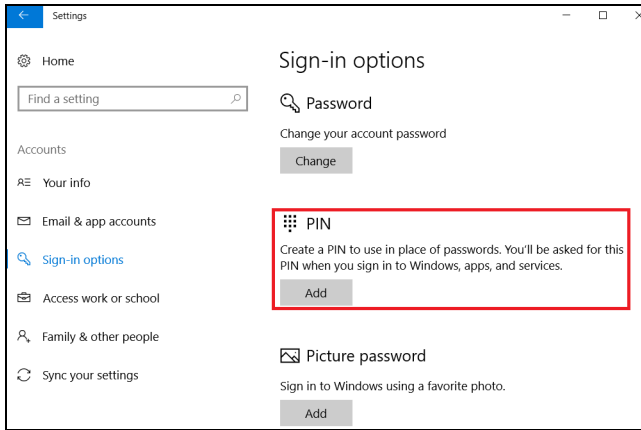 Settings
Home
Find a setting
Accounts
Your info
Email & app accounts
Sign-in options
Access work or school
Family & other people
Sync your settings
Sign-in options
Password
Change your account password
Change
PIN
Create a PIN to use in place of passwords. You'll be asked for this
PIN when you sign in to Windows, apps, and services.
Add
Picture password
Sign in to Windows using a favorite photo.
Add